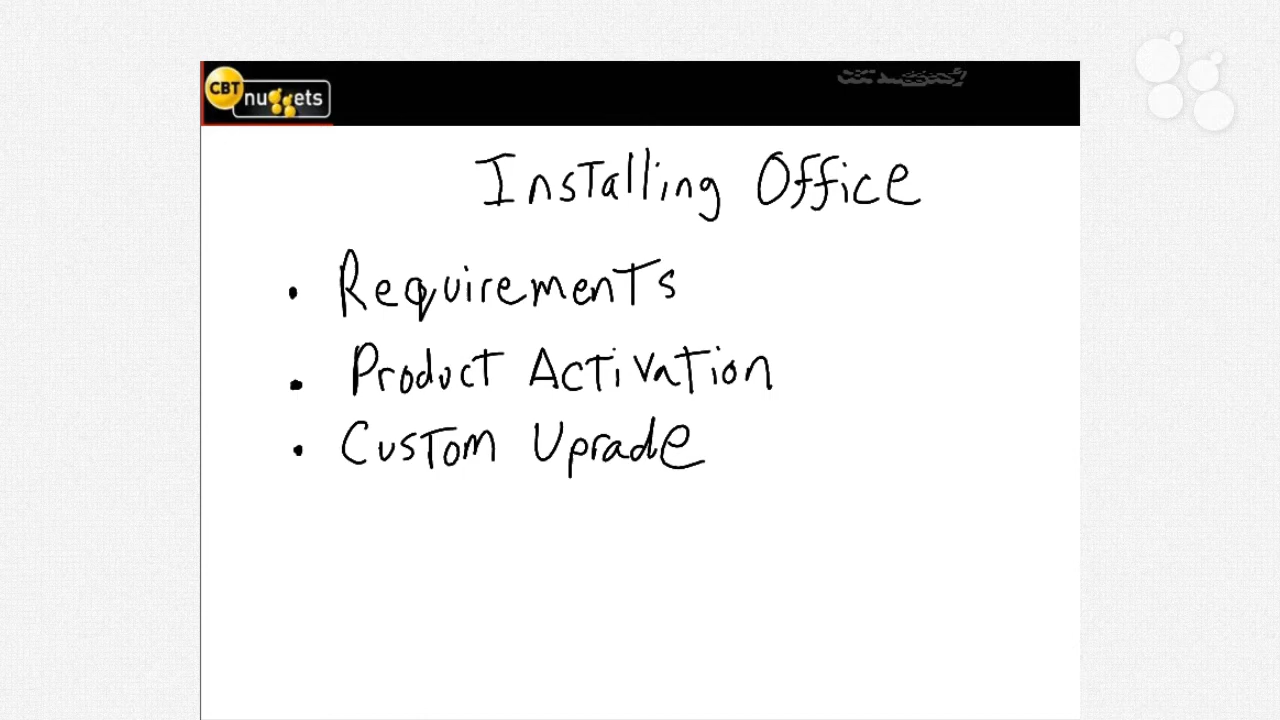 CBT
nuggets
Installing Office
• Requirements
• Product Activation
• Custom Uprade